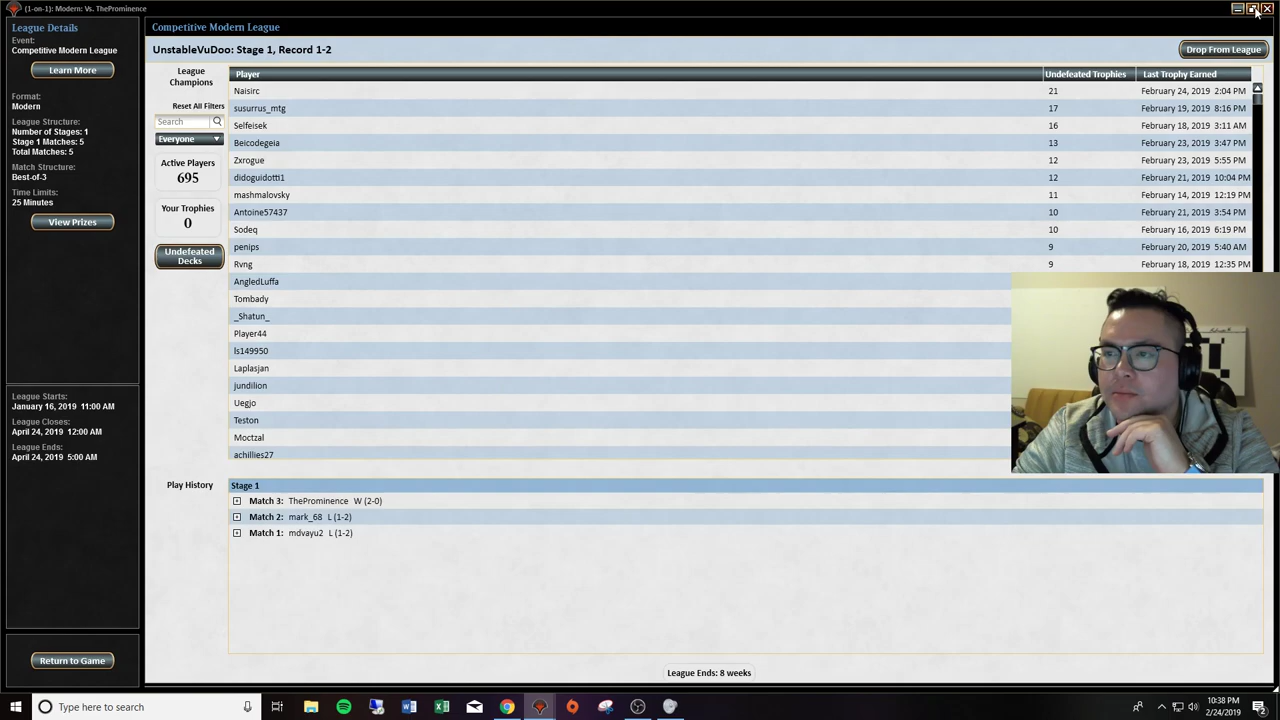 (1-on-1): Modern: Vs. TheProminence
League Details
Event:
Competitive Modern League
Learn More
Format:
Modern
League Structure:
Number of Stages: 1
Stage 1 Matches: 5
Total Matches: 5
Match Structure:
Best-of-3
Time Limits:
25 Minutes
View Prizes
League Starts:
January 16, 2019 11:00 AM
League Closes:
April 24, 2019 12:00 AM
League Ends:
April 24, 2019 5:00 AM
Return to Game
Competitive Modern League
UnstableVuDoo: Stage 1, Record 1-2
Drop From League
League
Champions
Reset All Filters
Search
Everyone
Active Players
695
Your Trophies
0
Undefeated
Decks
Player Undefeated Trophies Last Trophy Earned
Naisirc 21 February 24, 2019 2:04 PM
susurrus_mtg 17 February 19, 2019 8:16 PM
Selfeisek 16 February 18, 2019 3:11 AM
Beicodegeia 13 February 23, 2019 3:47 PM
Zxrogue 12 February 23, 2019 5:55 PM
didoguidotti1 12 February 21, 2019 10:04 PM
mashmalovsky 11 February 14, 2019 12:19 PM
Antoine57437 10 February 21, 2019 3:54 PM
Sodeq 10 February 16, 2019 6:19 PM
penips 9 February 20, 2019 5:40 AM
Rvng 9 February 18, 2019 12:35 PM
AngledLuffa
Tombady
_Shatun_
Player44
ls149950
Laplasjan
jundilion
Uegjo
Teston
Moctzal
achillies27
Play History
Stage 1
Match 3: TheProminence W (2-0)
Match 2: mark_68 L (1-2)
Match 1: mdvayu2 L (1-2)
League Ends: 8 weeks
Type here to search
10:38 PM
2/24/2019
2